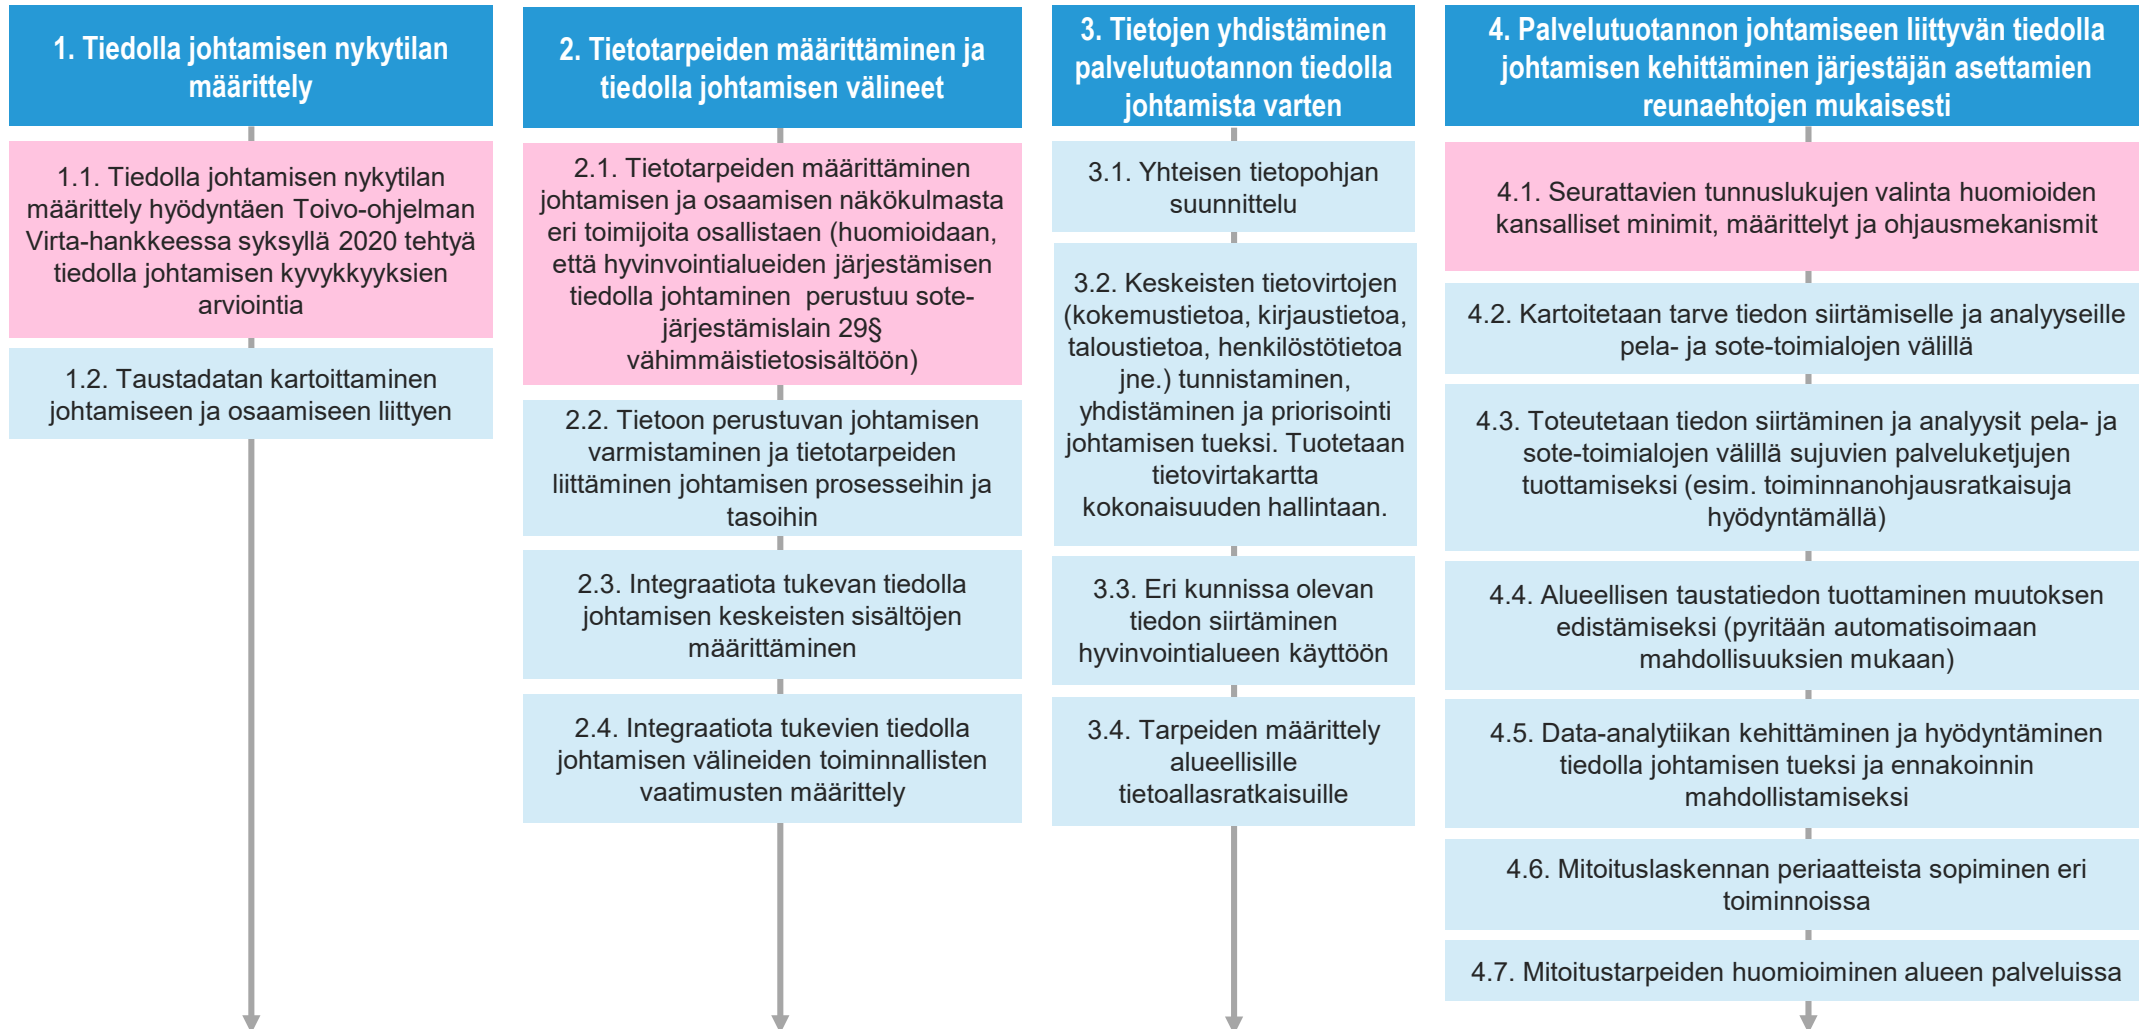 1. Tiedolla johtamisen nykytilan
määrittely
1.1. Tiedolla johtamisen nykytilan
määrittely hyödyntäen Toivo-ohjelman
Virta-hankkeessa syksyllä 2020 tehtyä
tiedolla johtamisen kyvykkyyksien
arviointia
1.2. Taustadatan kartoittaminen
johtamiseen ja osaamiseen liittyen
2. Tietotarpeiden määrittäminen ja
tiedolla johtamisen välineet
2.1. Tietotarpeiden määrittäminen
johtamisen ja osaamisen näkökulmasta
eri toimijoita osallistaen (huomioidaan,
että hyvinvointialueiden järjestämisen
tiedolla johtaminen  perustuu sote-
järjestämislain 29§
vähimmäistietosisältöön)
2.2. Tietoon perustuvan johtamisen
varmistaminen ja tietotarpeiden
liittäminen johtamisen prosesseihin ja
tasoihin
2.3. Integraatiota tukevan tiedolla
johtamisen keskeisten sisältöjen
määrittäminen
2.4. Integraatiota tukevien tiedolla
johtamisen välineiden toiminnallisten
vaatimusten määrittely
3. Tietojen yhdistäminen
palvelutuotannon tiedolla
johtamista varten
3.1. Yhteisen tietopohjan
suunnittelu
3.2. Keskeisten tietovirtojen
(kokemustietoa, kirjaustietoa,
taloustietoa, henkilöstötietoa
jne.) tunnistaminen,
yhdistäminen ja priorisointi
johtamisen tueksi. Tuotetaan
tietovirtakartta
kokonaisuuden hallintaan.
3.3. Eri kunnissa olevan
tiedon siirtäminen
hyvinvointialueen käyttöön
3.4. Tarpeiden määrittely
alueellisille
tietoallasratkaisuille
4. Palvelutuotannon johtamiseen liittyvän tiedolla
johtamisen kehittäminen järjestäjän asettamien
reunaehtojen mukaisesti
4.1. Seurattavien tunnuslukujen valinta huomioiden
kansalliset minimit, määrittelyt ja ohjausmekanismit
4.2. Kartoitetaan tarve tiedon siirtämiselle ja analyyseille
pela- ja sote-toimialojen välillä
4.3. Toteutetaan tiedon siirtäminen ja analyysit pela- ja
sote-toimialojen välillä sujuvien palveluketjujen
tuottamiseksi (esim. toiminnanohjausratkaisuja
hyödyntämällä)
4.4. Alueellisen taustatiedon tuottaminen muutoksen
edistämiseksi (pyritään automatisoimaan
mahdollisuuksien mukaan)
4.5. Data-analytiikan kehittäminen ja hyödyntäminen
tiedolla johtamisen tueksi ja ennakoinnin
mahdollistamiseksi
4.6. Mitoituslaskennan periaatteista sopiminen eri
toiminnoissa
4.7. Mitoitustarpeiden huomioiminen alueen palveluissa